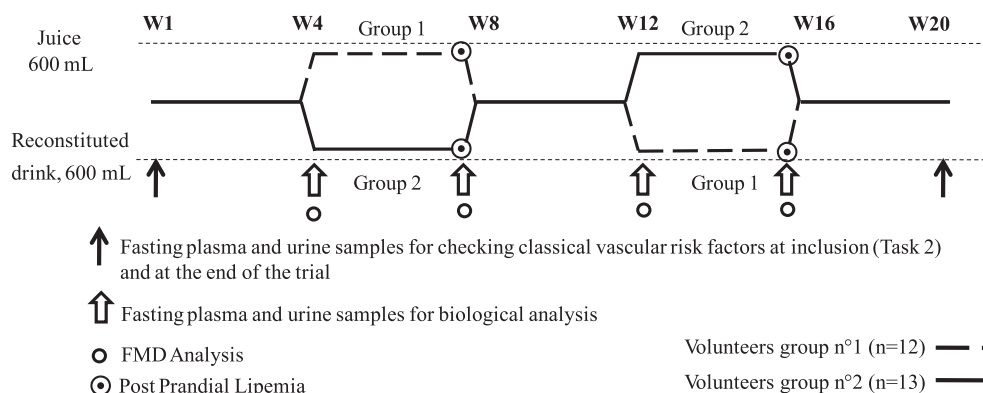 W1 W4 Group 1 W8 W12 Group 2 W16 W20
Juice
600 mL
Reconstituted
drink, 600 mL
Group 2 Group 1
Fasting plasma and urine samples for checking classical vascular risk factors at inclusion (Task 2)
and at the end of the trial
Fasting plasma and urine samples for biological analysis
FMD Analysis
Post Prandial Lipemia
Volunteers group n°1 (n=12)
Volunteers group n°2 (n=13)